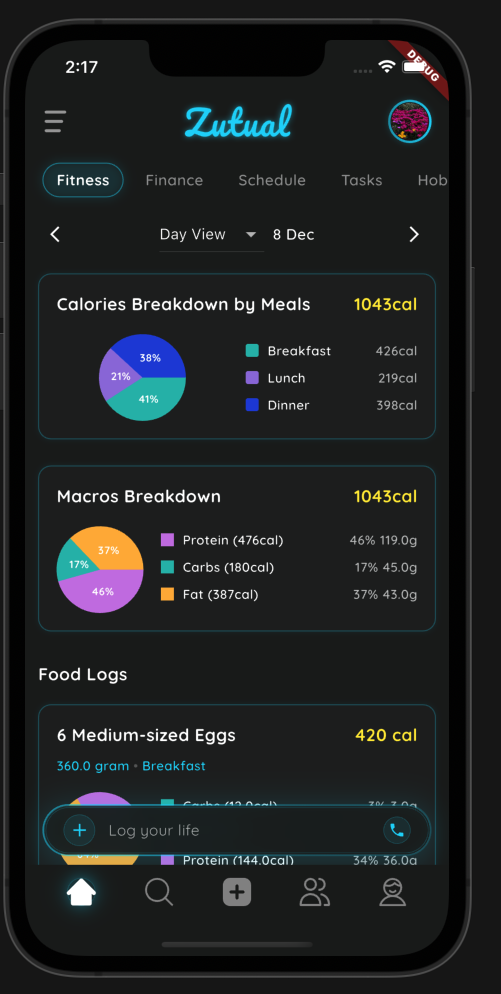 2:17
DEBUG
Zutual
Fitness Finance Schedule Tasks Hob
Day View 8 Dec
Calories Breakdown by Meals 1043cal
38%
21%
41%
Breakfast 426cal
Lunch 219cal
Dinner 398cal
Macros Breakdown 1043cal
37%
17%
46%
Protein (476cal) 46% 119.0g
Carbs (180cal) 17% 45.0g
Fat (387cal) 37% 43.0g
Food Logs
6 Medium-sized Eggs 420 cal
360.0 gram • Breakfast
Carbs (12.0cal) 3% 3.0g
Log your life
34%
Protein (144.0cal) 34% 36.0g